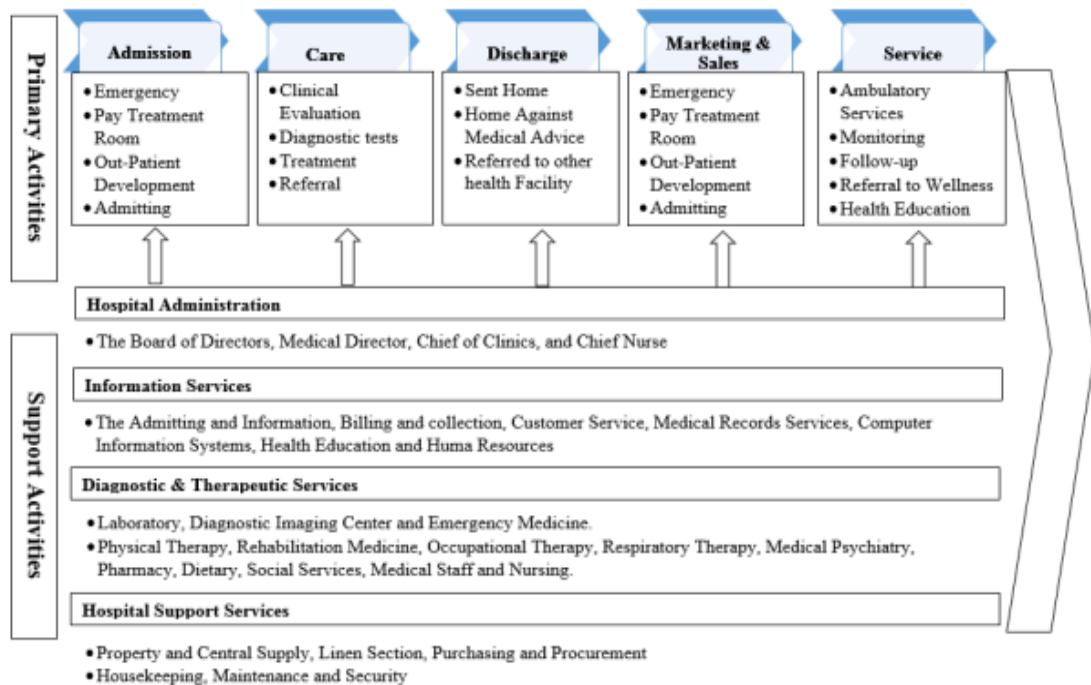 Primary Activities
Admission
• Emergency
• Pay Treatment
Room
• Out-Patient
Development
• Admitting
Care
• Clinical
Evaluation
• Diagnostic tests
• Treatment
• Referral
Discharge
• Sent Home
• Home Against
Medical Advice
• Referred to other
health Facility
Marketing &
Sales
• Emergency
• Pay Treatment
Room
• Out-Patient
Development
• Admitting
Service
• Ambulatory
Services
• Monitoring
• Follow-up
• Referral to Wellness
• Health Education
Support Activities
Hospital Administration
• The Board of Directors, Medical Director, Chief of Clinics, and Chief Nurse
Information Services
• The Admitting and Information, Billing and collection, Customer Service, Medical Records Services, Computer
Information Systems, Health Education and Huma Resources
Diagnostic & Therapeutic Services
• Laboratory, Diagnostic Imaging Center and Emergency Medicine.
• Physical Therapy, Rehabilitation Medicine, Occupational Therapy, Respiratory Therapy, Medical Psychiatry,
Pharmacy, Dietary, Social Services, Medical Staff and Nursing.
Hospital Support Services
• Property and Central Supply, Linen Section, Purchasing and Procurement
• Housekeeping, Maintenance and Security